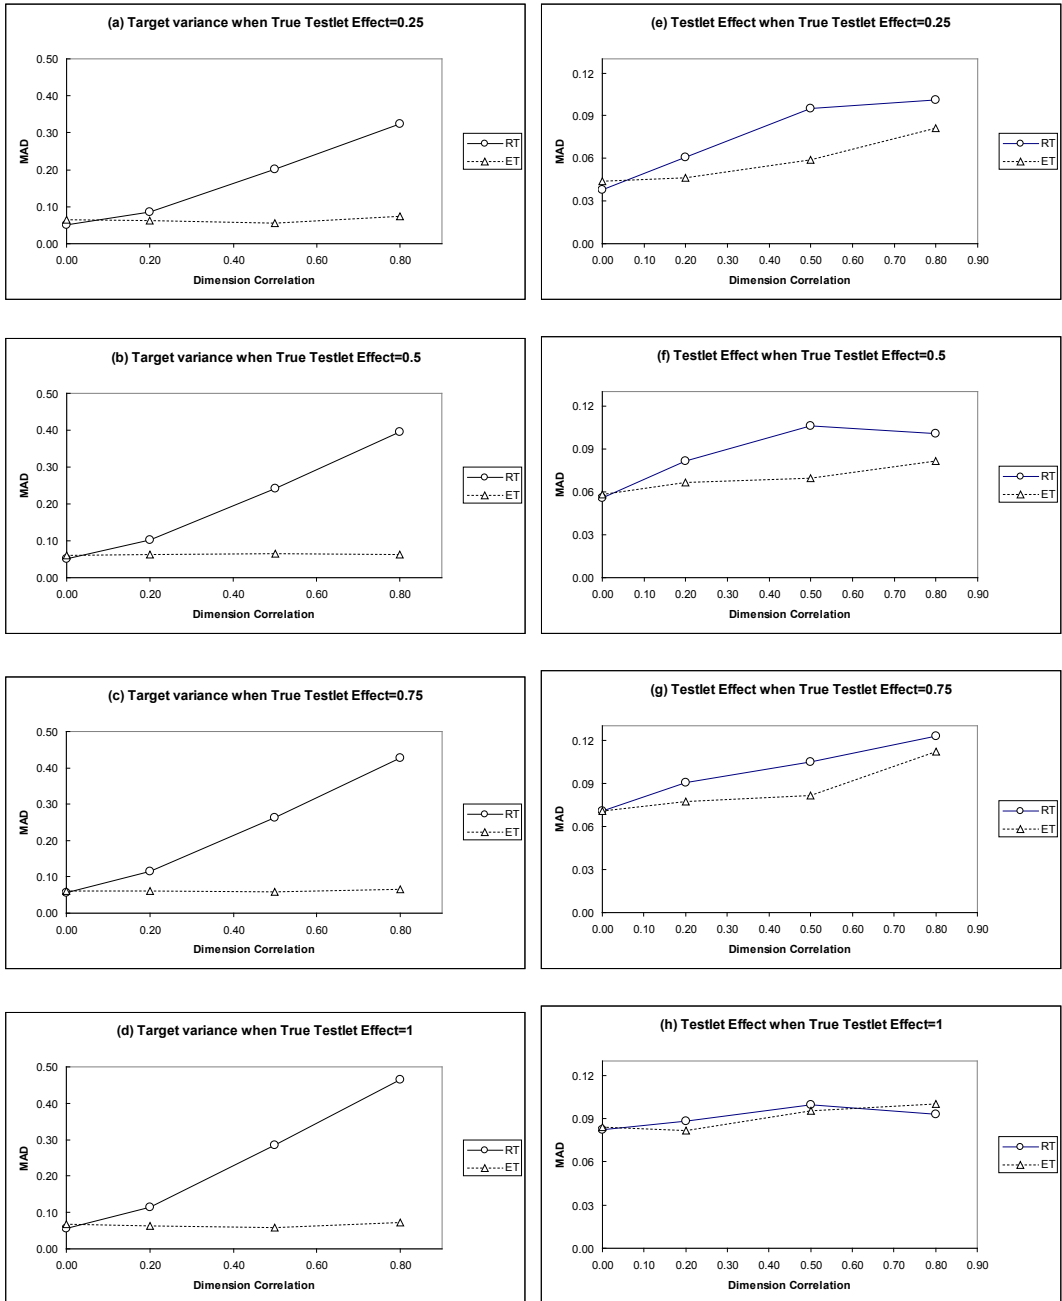 (a) Target variance when True Testlet Effect=0.25
0.50
0.40
0.30
0.20
0.10
0.00
MAD
0.00 0.20 0.40 0.60 0.80
Dimension Correlation
RT
ET
(e) Testlet Effect when True Testlet Effect=0.25
0.12
0.09
0.06
0.03
0.00
MAD
0.00 0.10 0.20 0.30 0.40 0.50 0.60 0.70 0.80 0.90
Dimension Correlation
RT
ET
(b) Target variance when True Testlet Effect=0.5
0.50
0.40
0.30
0.20
0.10
0.00
MAD
0.00 0.20 0.40 0.60 0.80
Dimension Correlation
RT
ET
(f) Testlet Effect when True Testlet Effect=0.5
0.12
0.09
0.06
0.03
0.00
MAD
0.00 0.10 0.20 0.30 0.40 0.50 0.60 0.70 0.80 0.90
Dimension Correlation
RT
ET
(c) Target variance when True Testlet Effect=0.75
0.50
0.40
0.30
0.20
0.10
0.00
MAD
0.00 0.20 0.40 0.60 0.80
Dimension Correlation
RT
ET
(g) Testlet Effect when True Testlet Effect=0.75
0.12
0.09
0.06
0.03
0.00
MAD
0.00 0.10 0.20 0.30 0.40 0.50 0.60 0.70 0.80 0.90
Dimension Correlation
RT
ET
(d) Target variance when True Testlet Effect=1
0.50
0.40
0.30
0.20
0.10
0.00
MAD
0.00 0.20 0.40 0.60 0.80
Dimension Correlation
RT
ET
(h) Testlet Effect when True Testlet Effect=1
0.12
0.09
0.06
0.03
0.00
MAD
0.00 0.10 0.20 0.30 0.40 0.50 0.60 0.70 0.80 0.90
Dimension Correlation
RT
ET